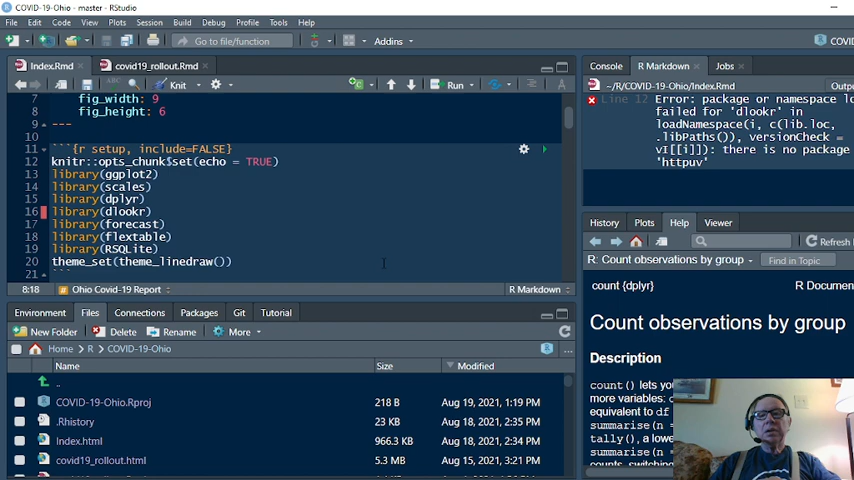 COVID-19-Ohio - master - RStudio
File Edit Code View Plots Session Build Debug Profile Tools Help
Go to file/function Addins COVID
Index.Rmd covid19_rollout.Rmd
Knit Run
7 fig_width: 9
8 fig_height: 6
9 ---
10
11 ```{r setup, include=FALSE}
12 knitr::opts_chunk$set(echo = TRUE)
13 library(ggplot2)
14 library(scales)
15 library(dplyr)
16 library(dlookr)
17 library(forecast)
18 library(flextable)
19 library(RSQLite)
20 theme_set(theme_linedraw())
21 ```
8:18 Ohio Covid-19 Report R Markdown
Environment Files Connections Packages Git Tutorial
New Folder Delete Rename More
Home R COVID-19-Ohio ...
Name Size Modified
..
COVID-19-Ohio.Rproj 218 B Aug 19, 2021, 1:19 PM
.Rhistory 23 KB Aug 18, 2021, 2:35 PM
Index.html 966.3 KB Aug 18, 2021, 2:34 PM
covid19_rollout.html 5.3 MB Aug 15, 2021, 3:21 PM
Console R Markdown Jobs
~/R/COVID-19-Ohio/Index.Rmd Outpu
Line 12 Error: package or namespace lo
failed for 'dlookr' in
loadNamespace(i, c(lib.loc,
.libPaths()), versionCheck =
vI[[i]]): there is no package
'httpuv'
History Plots Help Viewer
Refresh
R: Count observations by group Find in Topic
count {dplyr} R Documen
Count observations by group
Description
count() lets you
more variables: c
equivalent to df
summarise(n =
tally(), a lowe
summarise(n =
counts, switching